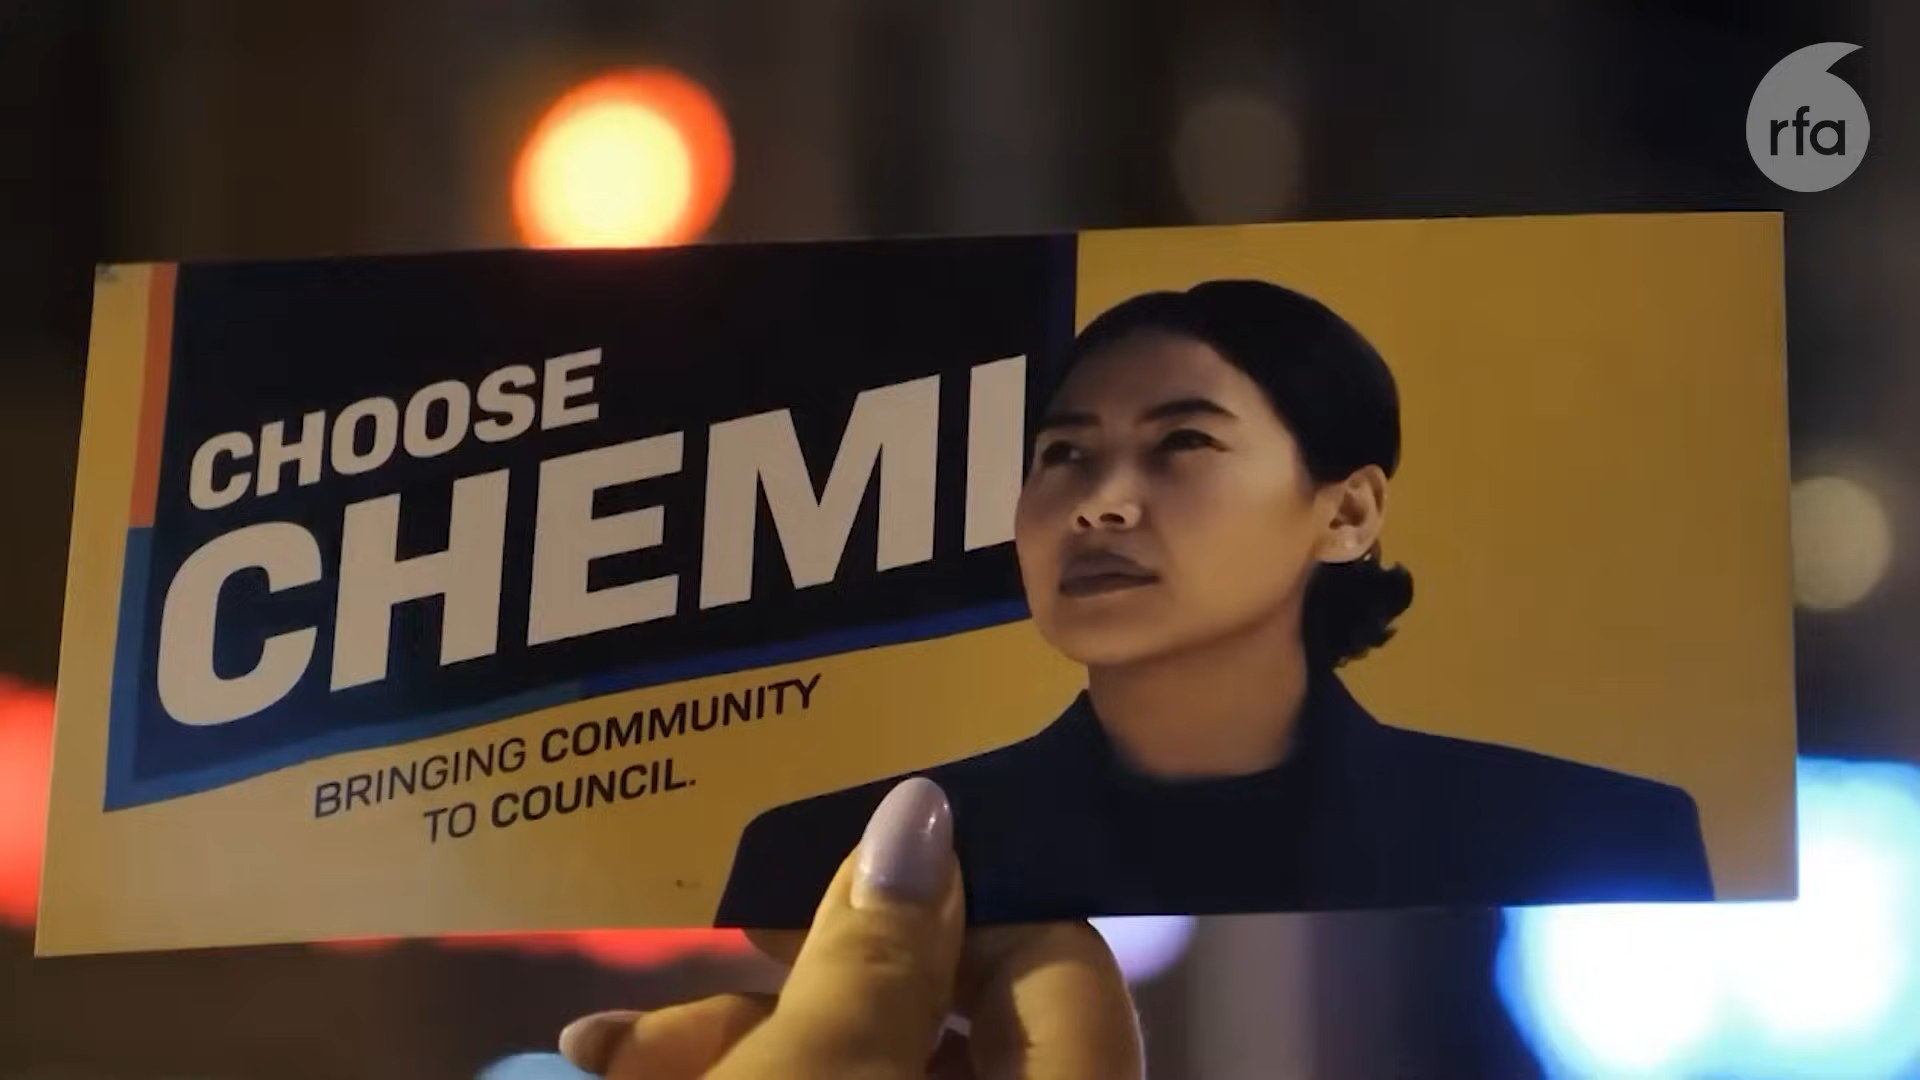 rfa
CHOOSE
CHEMI
BRINGING COMMUNITY
TO COUNCIL.